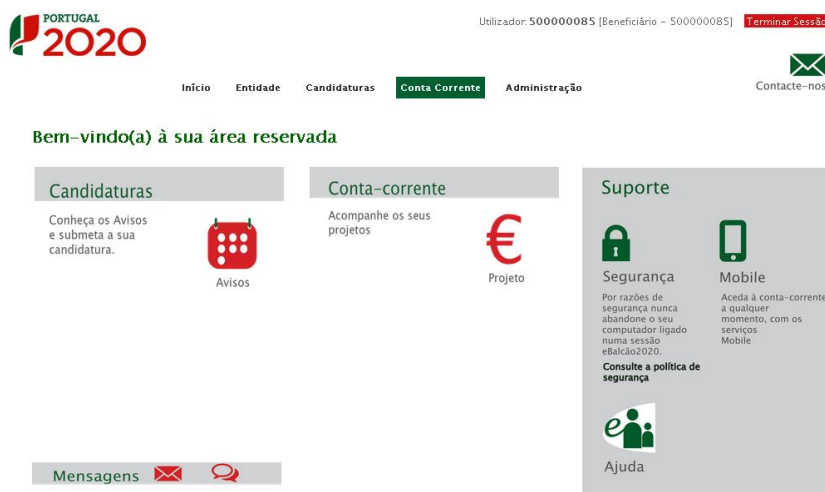 PORTUGAL
2020
Utilizador: 500000085 [Beneficiário - 500000085] Terminar Sessão
Contacte-nos
Início Entidade Candidaturas Conta Corrente Administração
Bem-vindo(a) à sua área reservada
Candidaturas
Conheça os Avisos
e submeta a sua
candidatura.
Avisos
Conta-corrente
Acompanhe os seus
projetos
€
Projeto
Suporte
Segurança
Por razões de
segurança nunca
abandone o seu
computador ligado
numa sessão
eBalcão2020.
Consulte a política de
segurança
Mobile
Aceda à conta-corrente
a qualquer
momento, com os
serviços
Mobile
e
Ajuda
Mensagens